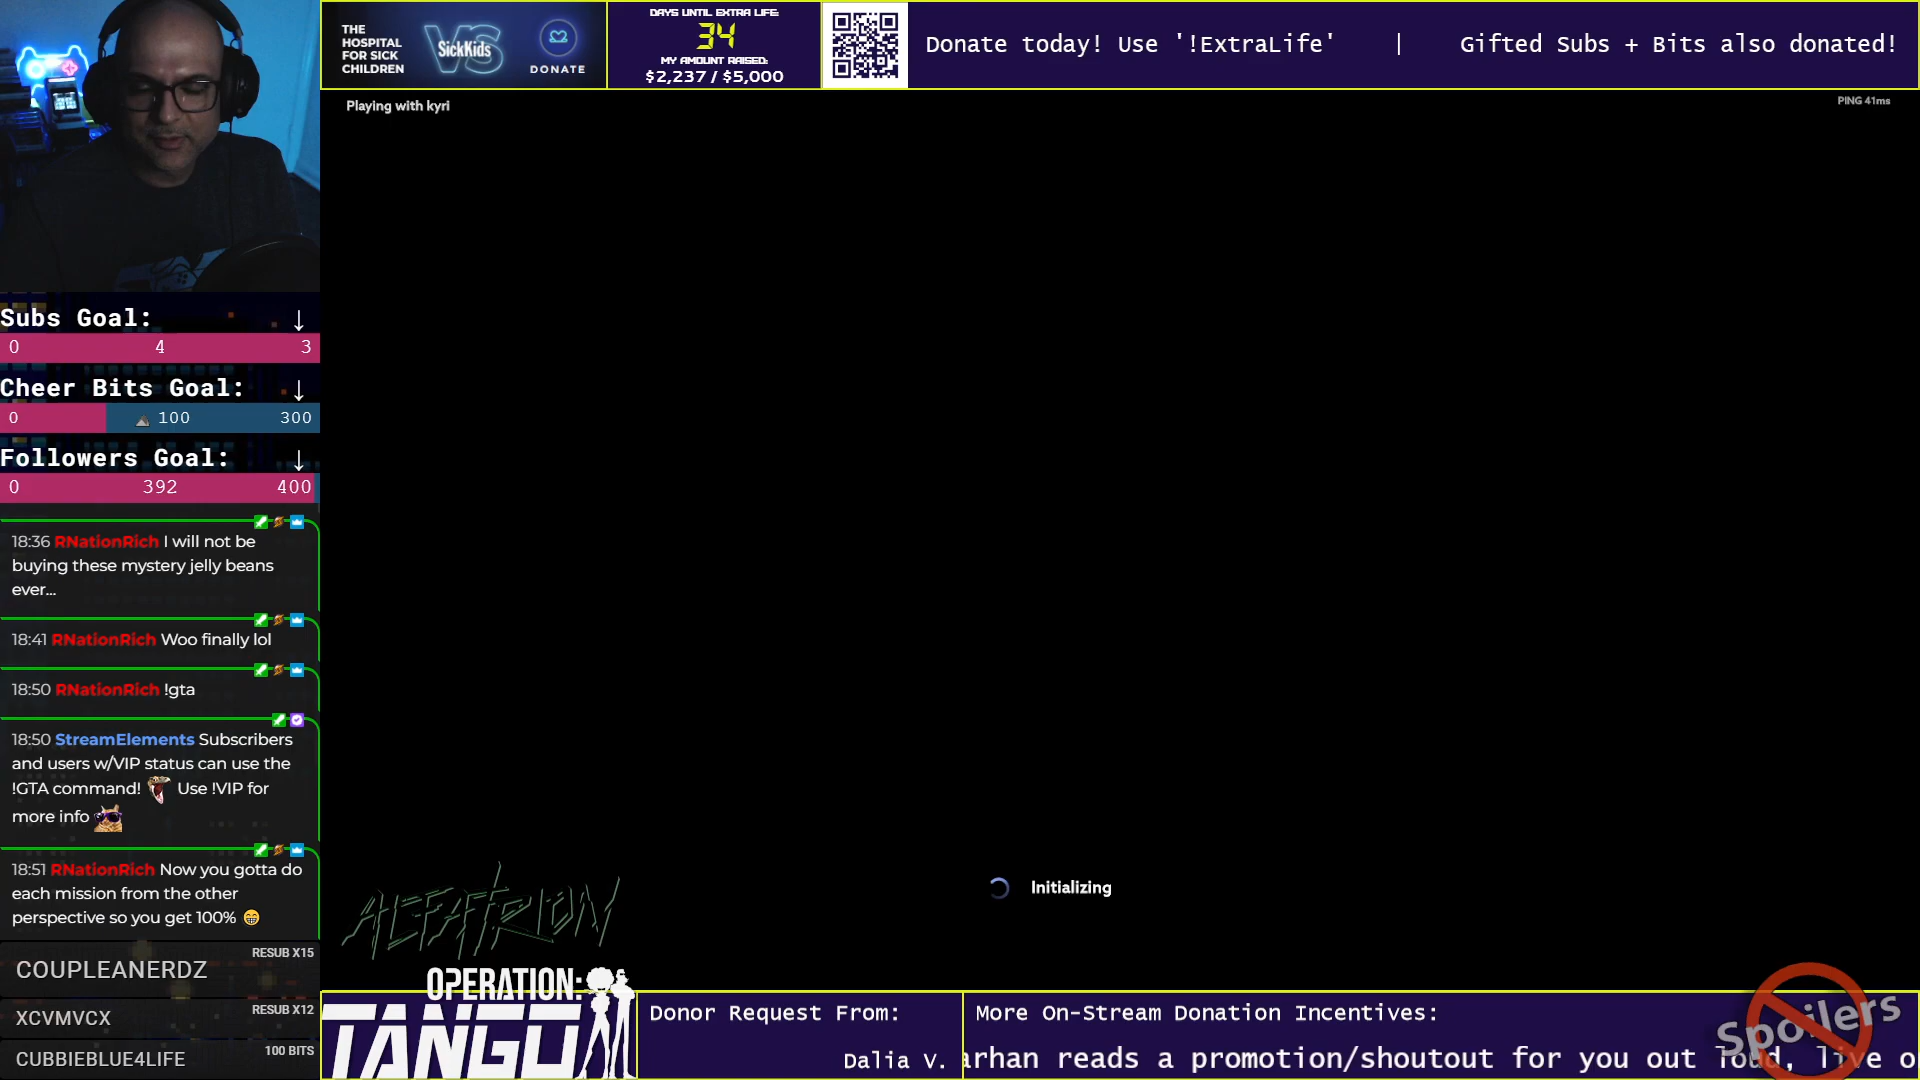 THE
HOSPITAL
FOR SICK
CHILDREN
VS
SickKids
DONATE
DAYS UNTIL EXTRA LIFE:
34
MY AMOUNT RAISED:
$2,237 / $5,000
Donate today! Use '!ExtraLife' | Gifted Subs + Bits also donated!
Playing with kyri
PING 41ms
Subs Goal: ↓
0 4 3
Cheer Bits Goal: ↓
0 100 300
Followers Goal: ↓
0 392 400
18:36 RNationRich I will not be
buying these mystery jelly beans
ever...
18:41 RNationRich Woo finally lol
18:50 RNationRich !gta
18:50 StreamElements Subscribers
and users w/VIP status can use the
!GTA command! Use !VIP for
more info
18:51 RNationRich Now you gotta do
each mission from the other
perspective so you get 100% 😁
RESUB X15
COUPLEANERDZ
RESUB X12
XCVMVCX
100 BITS
CUBBIEBLUE4LIFE
Initializing
ALFATRION
OPERATION:
TANGO
Donor Request From:
Dalia V.
More On-Stream Donation Incentives:
arhan reads a promotion/shoutout for you out loud, live o
Spoilers